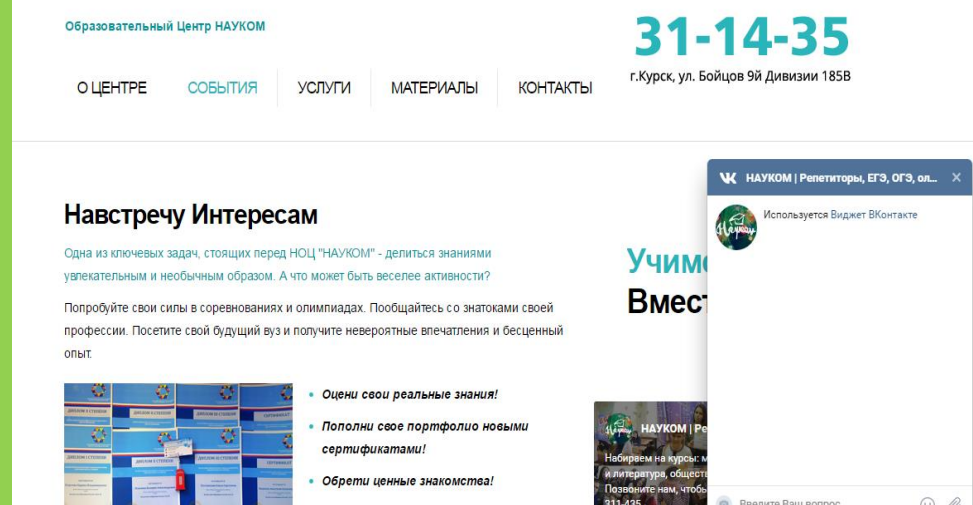 Образовательный Центр НАУКОМ
31-14-35
г.Курск, ул. Бойцов 9й Дивизии 185В
О ЦЕНТРЕ СОБЫТИЯ УСЛУГИ МАТЕРИАЛЫ КОНТАКТЫ
Навстречу Интересам
Одна из ключевых задач, стоящих перед НОЦ "НАУКОМ" - делиться знаниями
увлекательным и необычным образом. А что может быть веселее активности?
Попробуйте свои силы в соревнованиях и олимпиадах. Пообщайтесь со знатоками своей
профессии. Посетите свой будущий вуз и получите невероятные впечатления и бесценный
опыт.
Оцени свои реальные знания!
Пополни свое портфолио новыми
сертификатами!
Обрети ценные знакомства!
Учим
Вмес
НАУКОМ | Ре
Набираем на курсы: м
и литература, общест
Позвоните нам, чтобы
311-435
НАУКОМ | Репетиторы, ЕГЭ, ОГЭ, ол...
Науком
Используется Виджет ВКонтакте
Введите Ваш вопрос